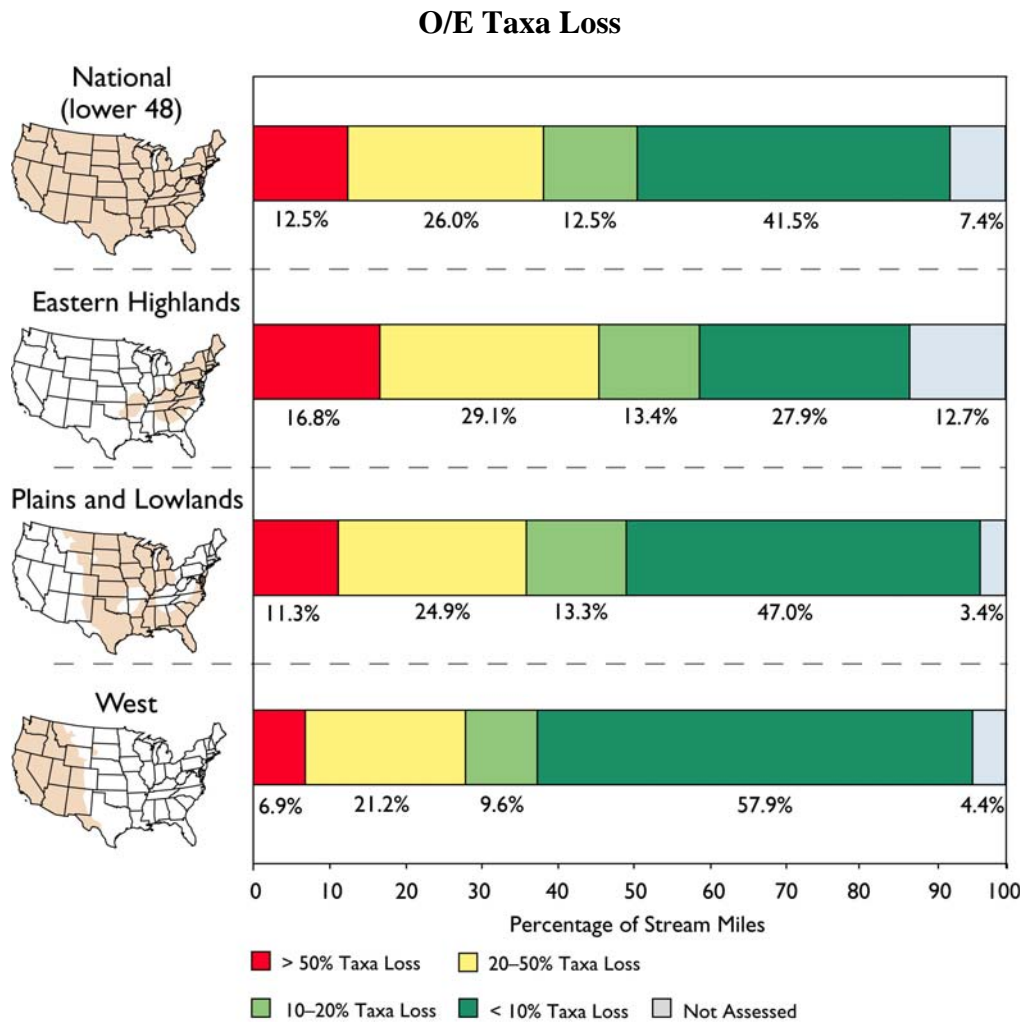 O/E Taxa Loss
National
(lower 48)
12.5% 26.0% 12.5% 41.5% 7.4%
Eastern Highlands
16.8% 29.1% 13.4% 27.9% 12.7%
Plains and Lowlands
11.3% 24.9% 13.3% 47.0% 3.4%
West
6.9% 21.2% 9.6% 57.9% 4.4%
0 10 20 30 40 50 60 70 80 90 100
Percentage of Stream Miles
> 50% Taxa Loss 20–50% Taxa Loss
10–20% Taxa Loss < 10% Taxa Loss Not Assessed